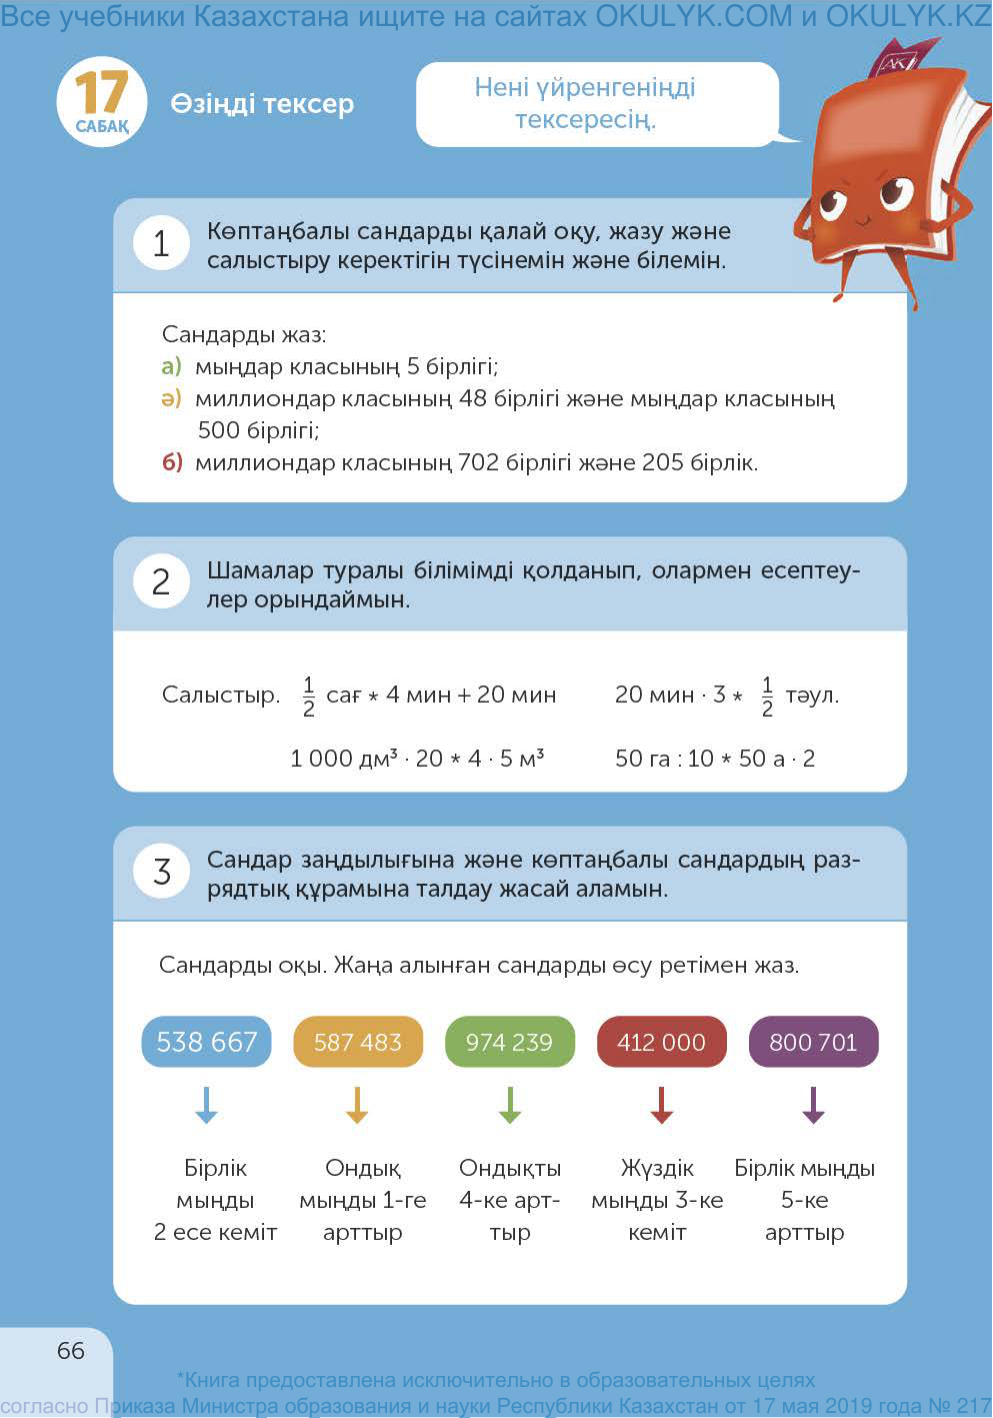 Все учебники Казахстана ищите на сайтах OKULYK.COM и OKULYK.KZ
17
САБАҚ
Өзіңді тексер
Нені үйренгеніңді
тексересің.
АК
1
Көптаңбалы сандарды қалай оқу, жазу және
салыстыру керектігін түсінемін және білемін.
Сандарды жаз:
а) мыңдар класының 5 бірлігі;
ә) миллиондар класының 48 бірлігі және мыңдар класының
500 бірлігі;
б) миллиондар класының 702 бірлігі және 205 бірлік.
2
Шамалар туралы білімімді қолданып, олармен есептеу-
лер орындаймын.
Салыстыр. 1/2 сағ * 4 мин + 20 мин 20 мин · 3 * 1/2 тәул.
1 000 дм³ · 20 * 4 · 5 м³ 50 га : 10 * 50 а · 2
3
Сандар заңдылығына және көптаңбалы сандардың раз-
рядтық құрамына талдау жасай аламын.
Сандарды оқы. Жаңа алынған сандарды өсу ретімен жаз.
538 667 587 483 974 239 412 000 800 701
↓ ↓ ↓ ↓ ↓
Бірлік Ондық Ондықты Жүздік Бірлік мыңды
мыңды мыңды 1-ге 4-ке арт- мыңды 3-ке 5-ке
2 есе кеміт арттыр тыр кеміт арттыр
66
*Книга предоставлена исключительно в образовательных целях
согласно Приказа Министра образования и науки Республики Казахстан от 17 мая 2019 года № 217